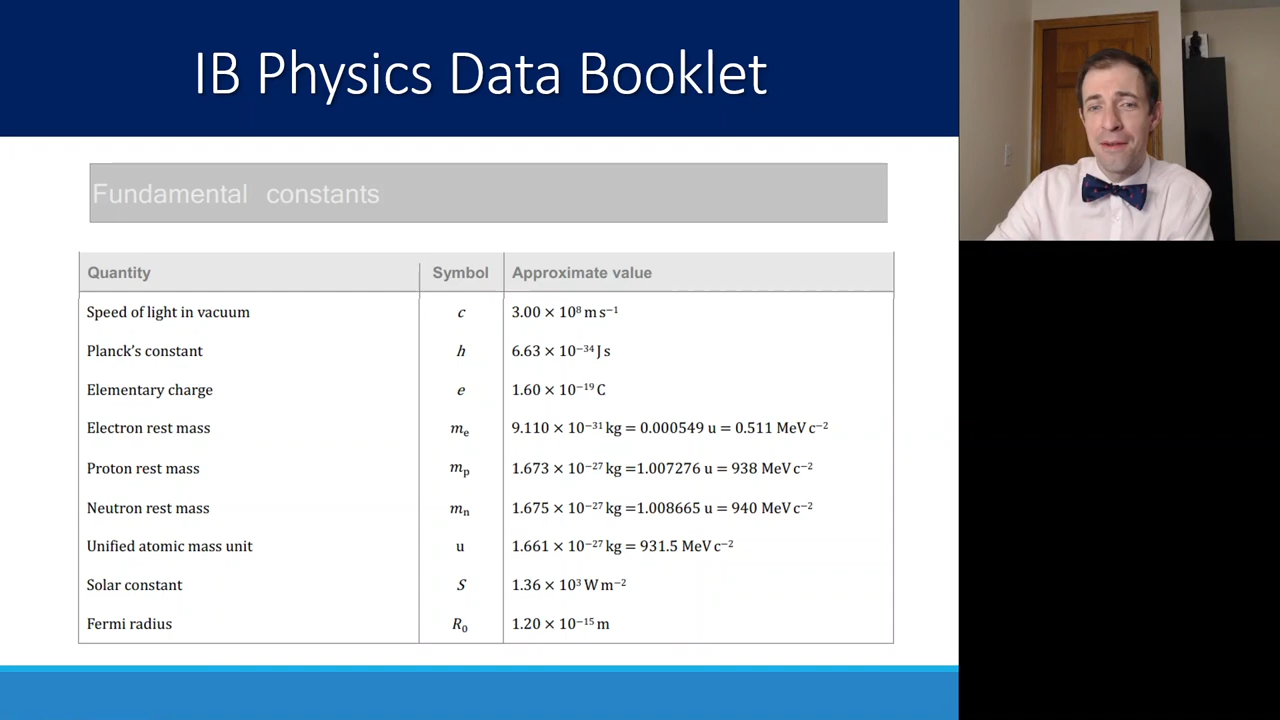 IB Physics Data Booklet
Fundamental constants
Quantity Symbol Approximate value
Speed of light in vacuum c 3.00 × 10⁸ m s⁻¹
Planck’s constant h 6.63 × 10⁻³⁴ J s
Elementary charge e 1.60 × 10⁻¹⁹ C
Electron rest mass mₑ 9.110 × 10⁻³¹ kg = 0.000549 u = 0.511 MeV c⁻²
Proton rest mass mₚ 1.673 × 10⁻²⁷ kg =1.007276 u = 938 MeV c⁻²
Neutron rest mass mₙ 1.675 × 10⁻²⁷ kg =1.008665 u = 940 MeV c⁻²
Unified atomic mass unit u 1.661 × 10⁻²⁷ kg = 931.5 MeV c⁻²
Solar constant S 1.36 × 10³ W m⁻²
Fermi radius R₀ 1.20 × 10⁻¹⁵ m